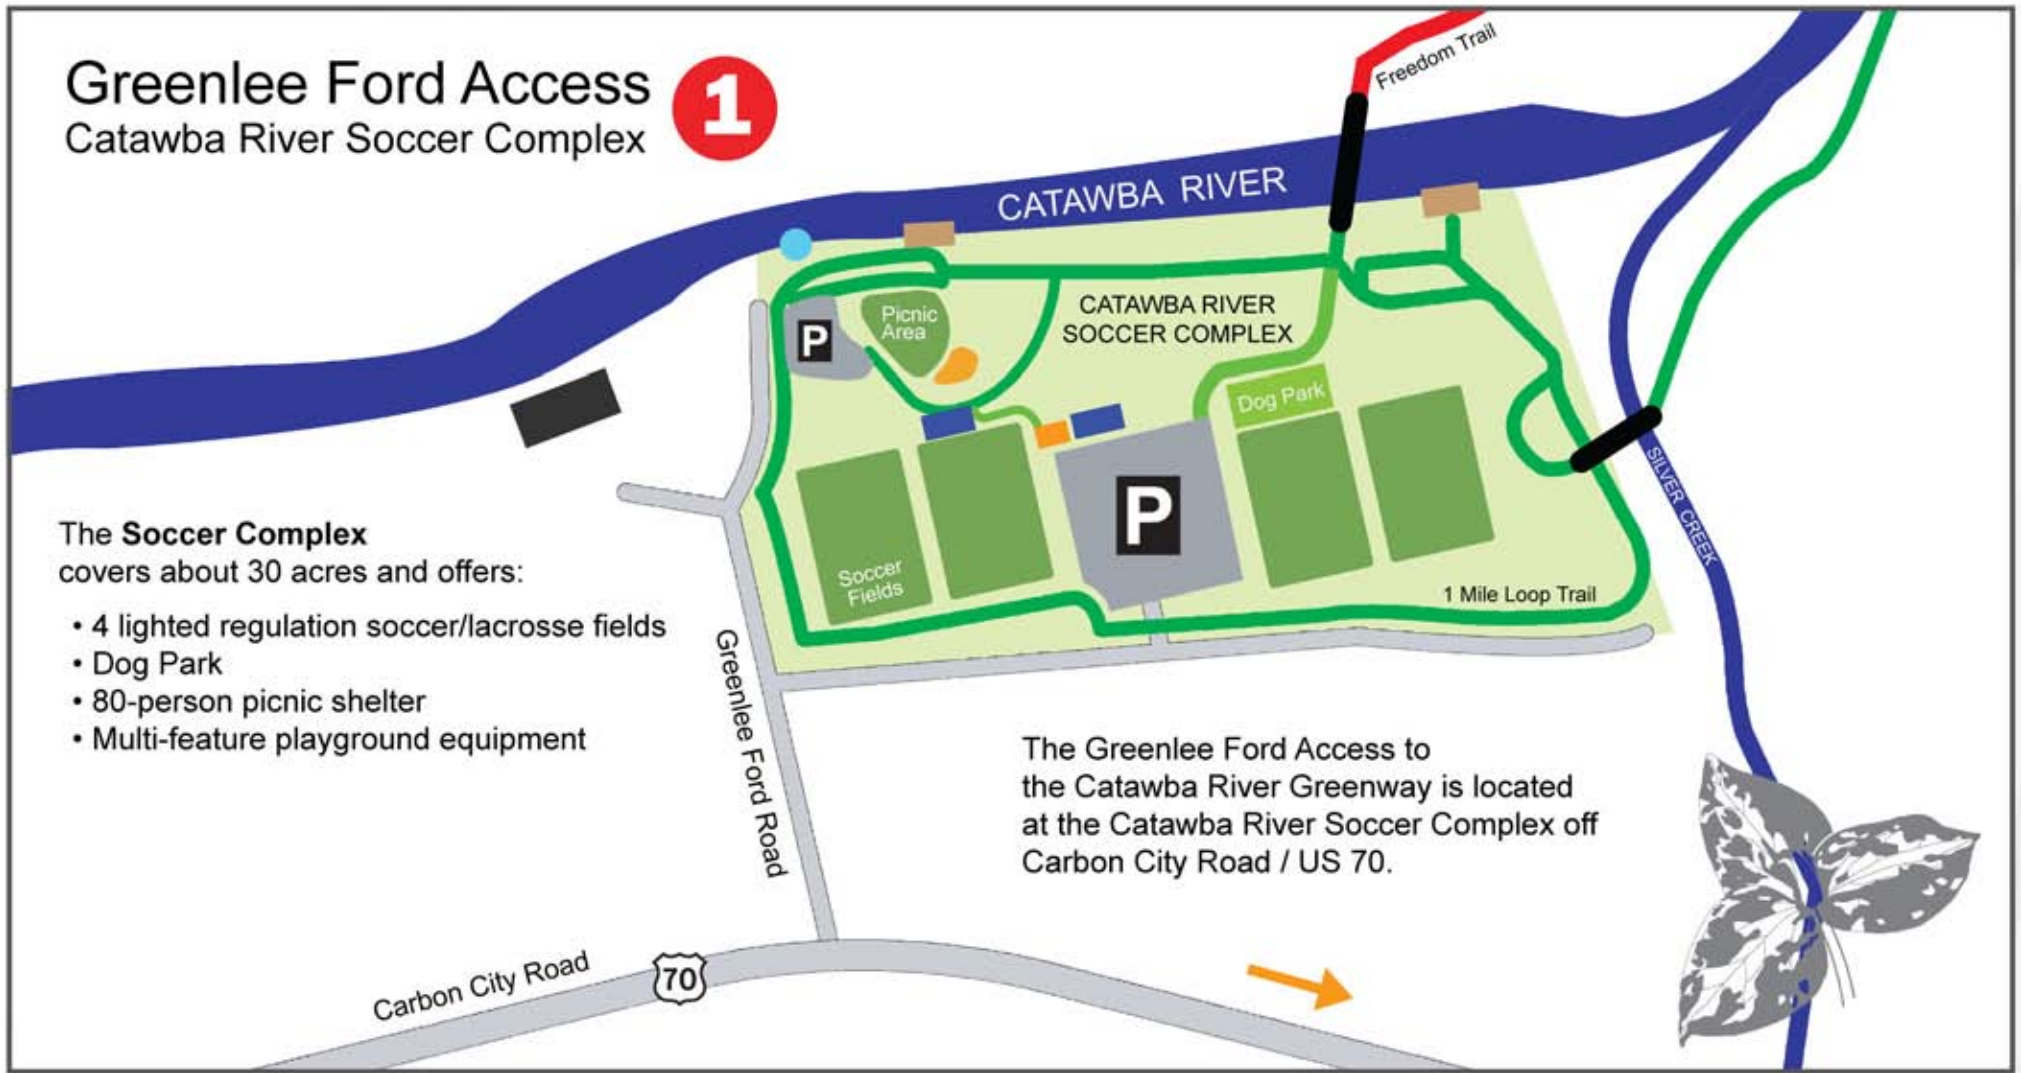 Greenlee Ford Access
1
Catawba River Soccer Complex
Freedom Trail
CATAWBA RIVER
CATAWBA RIVER
SOCCER COMPLEX
P
Picnic
Area
Dog Park
P
Soccer
Fields
1 Mile Loop Trail
SILVER CREEK
The Soccer Complex
covers about 30 acres and offers:
• 4 lighted regulation soccer/lacrosse fields
• Dog Park
• 80-person picnic shelter
• Multi-feature playground equipment
Greenlee Ford Road
The Greenlee Ford Access to
the Catawba River Greenway is located
at the Catawba River Soccer Complex off
Carbon City Road / US 70.
Carbon City Road
70